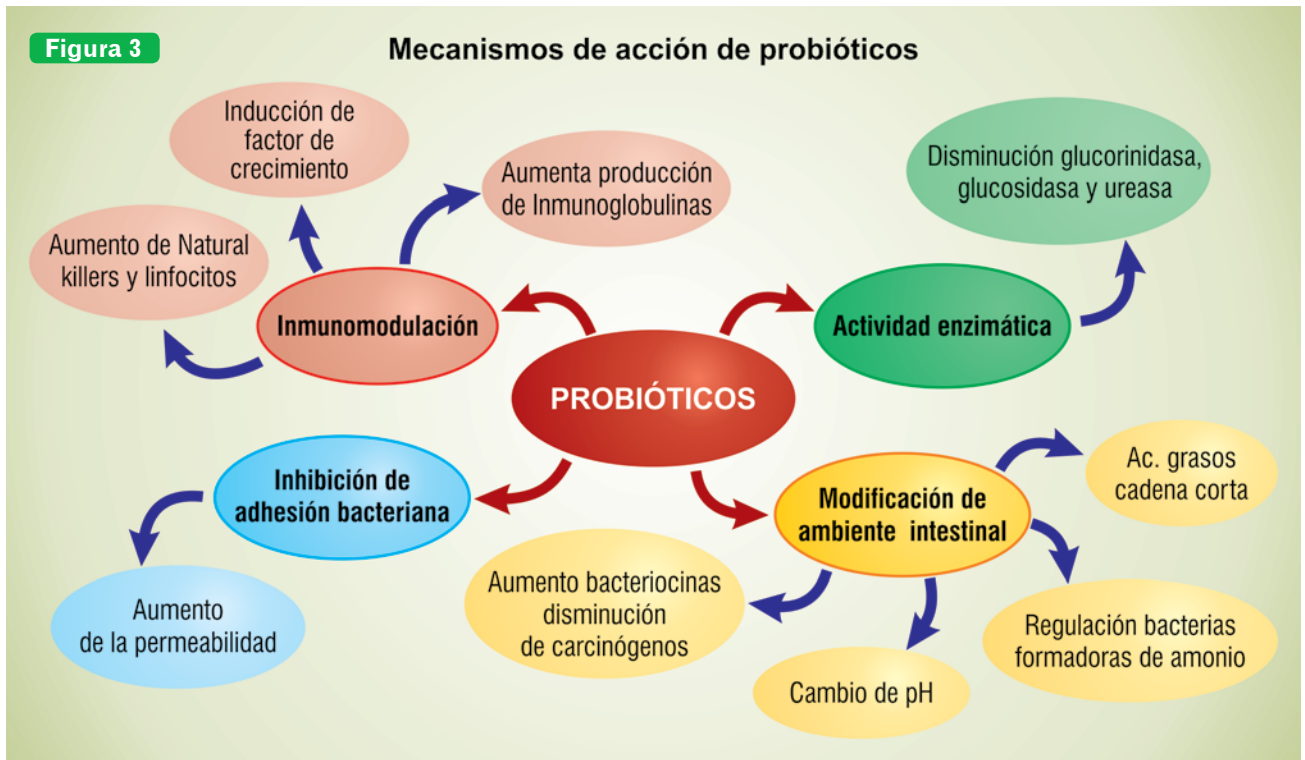 Figura 3
Mecanismos de acción de probióticos
Inducción de
factor de
crecimiento
Aumenta producción
de Inmunoglobulinas
Disminución glucorinidasa,
glucosidasa y ureasa
Aumento de Natural
killers y linfocitos
Inmunomodulación
Actividad enzimática
PROBIÓTICOS
Inhibición de
adhesión bacteriana
Modificación de
ambiente intestinal
Ac. grasos
cadena corta
Aumento
de la permeabilidad
Aumento bacteriocinas
disminución
de carcinógenos
Cambio de pH
Regulación bacterias
formadoras de amonio